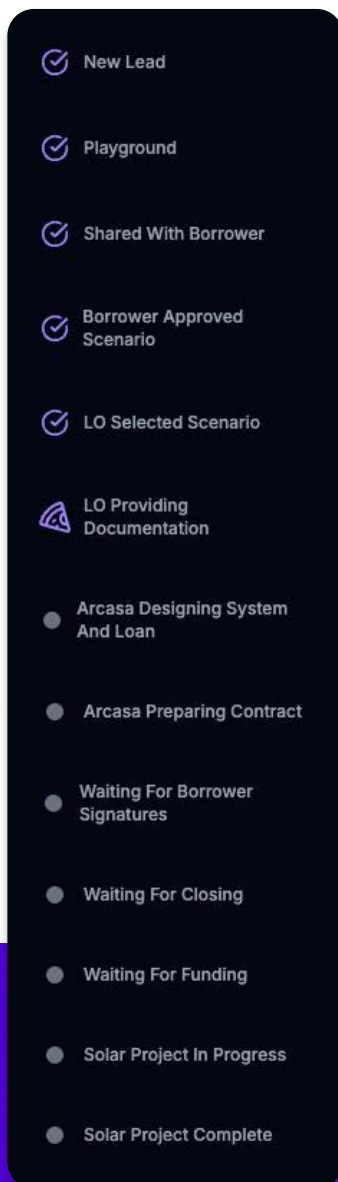 New Lead
Playground
Shared With Borrower
Borrower Approved
Scenario
LO Selected Scenario
LO Providing
Documentation
Arcasa Designing System
And Loan
Arcasa Preparing Contract
Waiting For Borrower
Signatures
Waiting For Closing
Waiting For Funding
Solar Project In Progress
Solar Project Complete